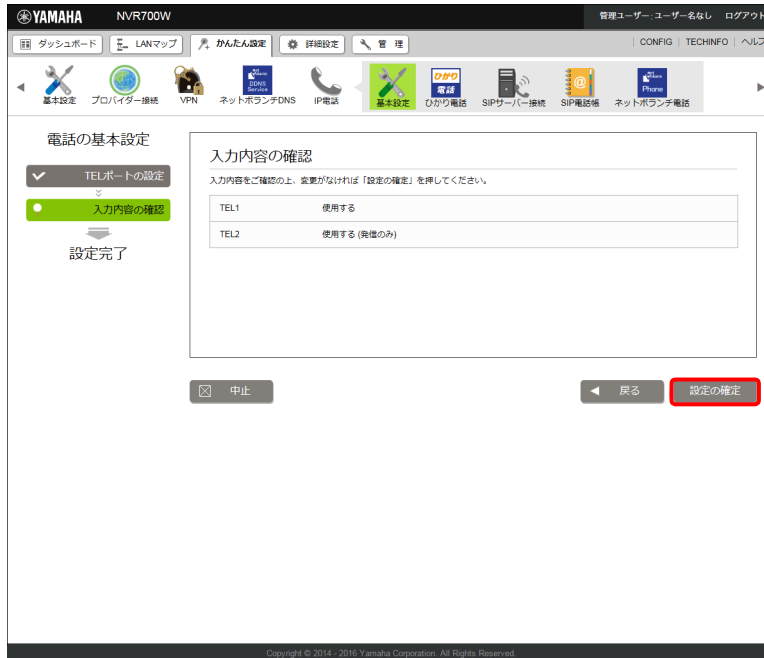 YAMAHA NVR700W 管理ユーザー:ユーザー名なし ログアウト
ダッシュボード LANマップ かんたん設定 詳細設定 管 理 CONFIG | TECHINFO | ヘルプ
DDNS Service
ひかり電話
Phone
基本設定 プロバイダー接続 VPN ネットボランチDNS IP電話 基本設定 ひかり電話 SIPサーバー接続 SIP電話帳 ネットボランチ電話
電話の基本設定
TELポートの設定
入力内容の確認
設定完了
入力内容の確認
入力内容をご確認の上、変更がなければ「設定の確定」を押してください。
TEL1 使用する
TEL2 使用する (発信のみ)
中止 戻る 設定の確定
Copyright © 2014 - 2016 Yamaha Corporation. All Rights Reserved.